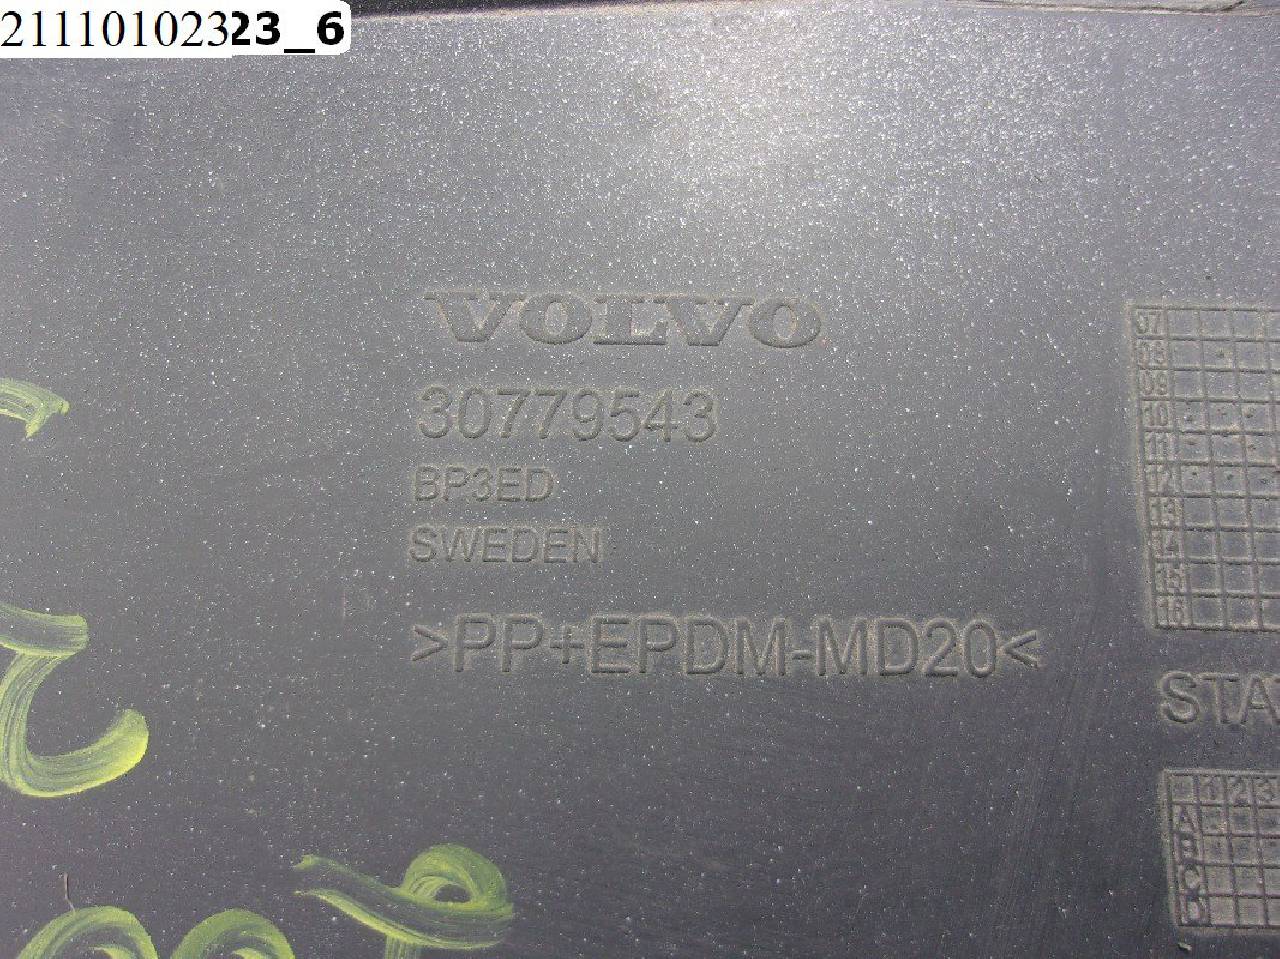 2111010323_6
VOLVO
30779543
BP3ED
SWEDEN
>PP+EPDM-MD20<
07
08
09
10
11
12
13
14
15
16
STA
1 2 3
A
B
C
D